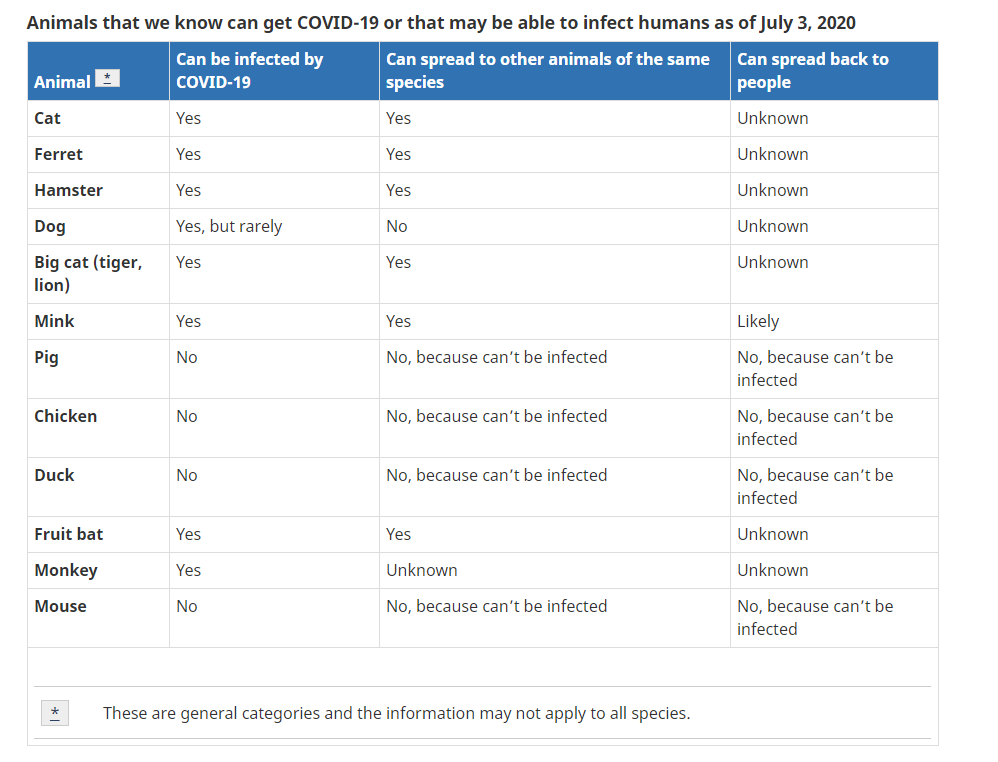 Animals that we know can get COVID-19 or that may be able to infect humans as of July 3, 2020
Animal *
Can be infected by
COVID-19
Can spread to other animals of the same
species
Can spread back to
people
Cat
Yes
Yes
Unknown
Ferret
Yes
Yes
Unknown
Hamster
Yes
Yes
Unknown
Dog
Yes, but rarely
No
Unknown
Big cat (tiger,
lion)
Yes
Yes
Unknown
Mink
Yes
Yes
Likely
Pig
No
No, because can’t be infected
No, because can’t be
infected
Chicken
No
No, because can’t be infected
No, because can’t be
infected
Duck
No
No, because can’t be infected
No, because can’t be
infected
Fruit bat
Yes
Yes
Unknown
Monkey
Yes
Unknown
Unknown
Mouse
No
No, because can’t be infected
No, because can’t be
infected
* These are general categories and the information may not apply to all species.